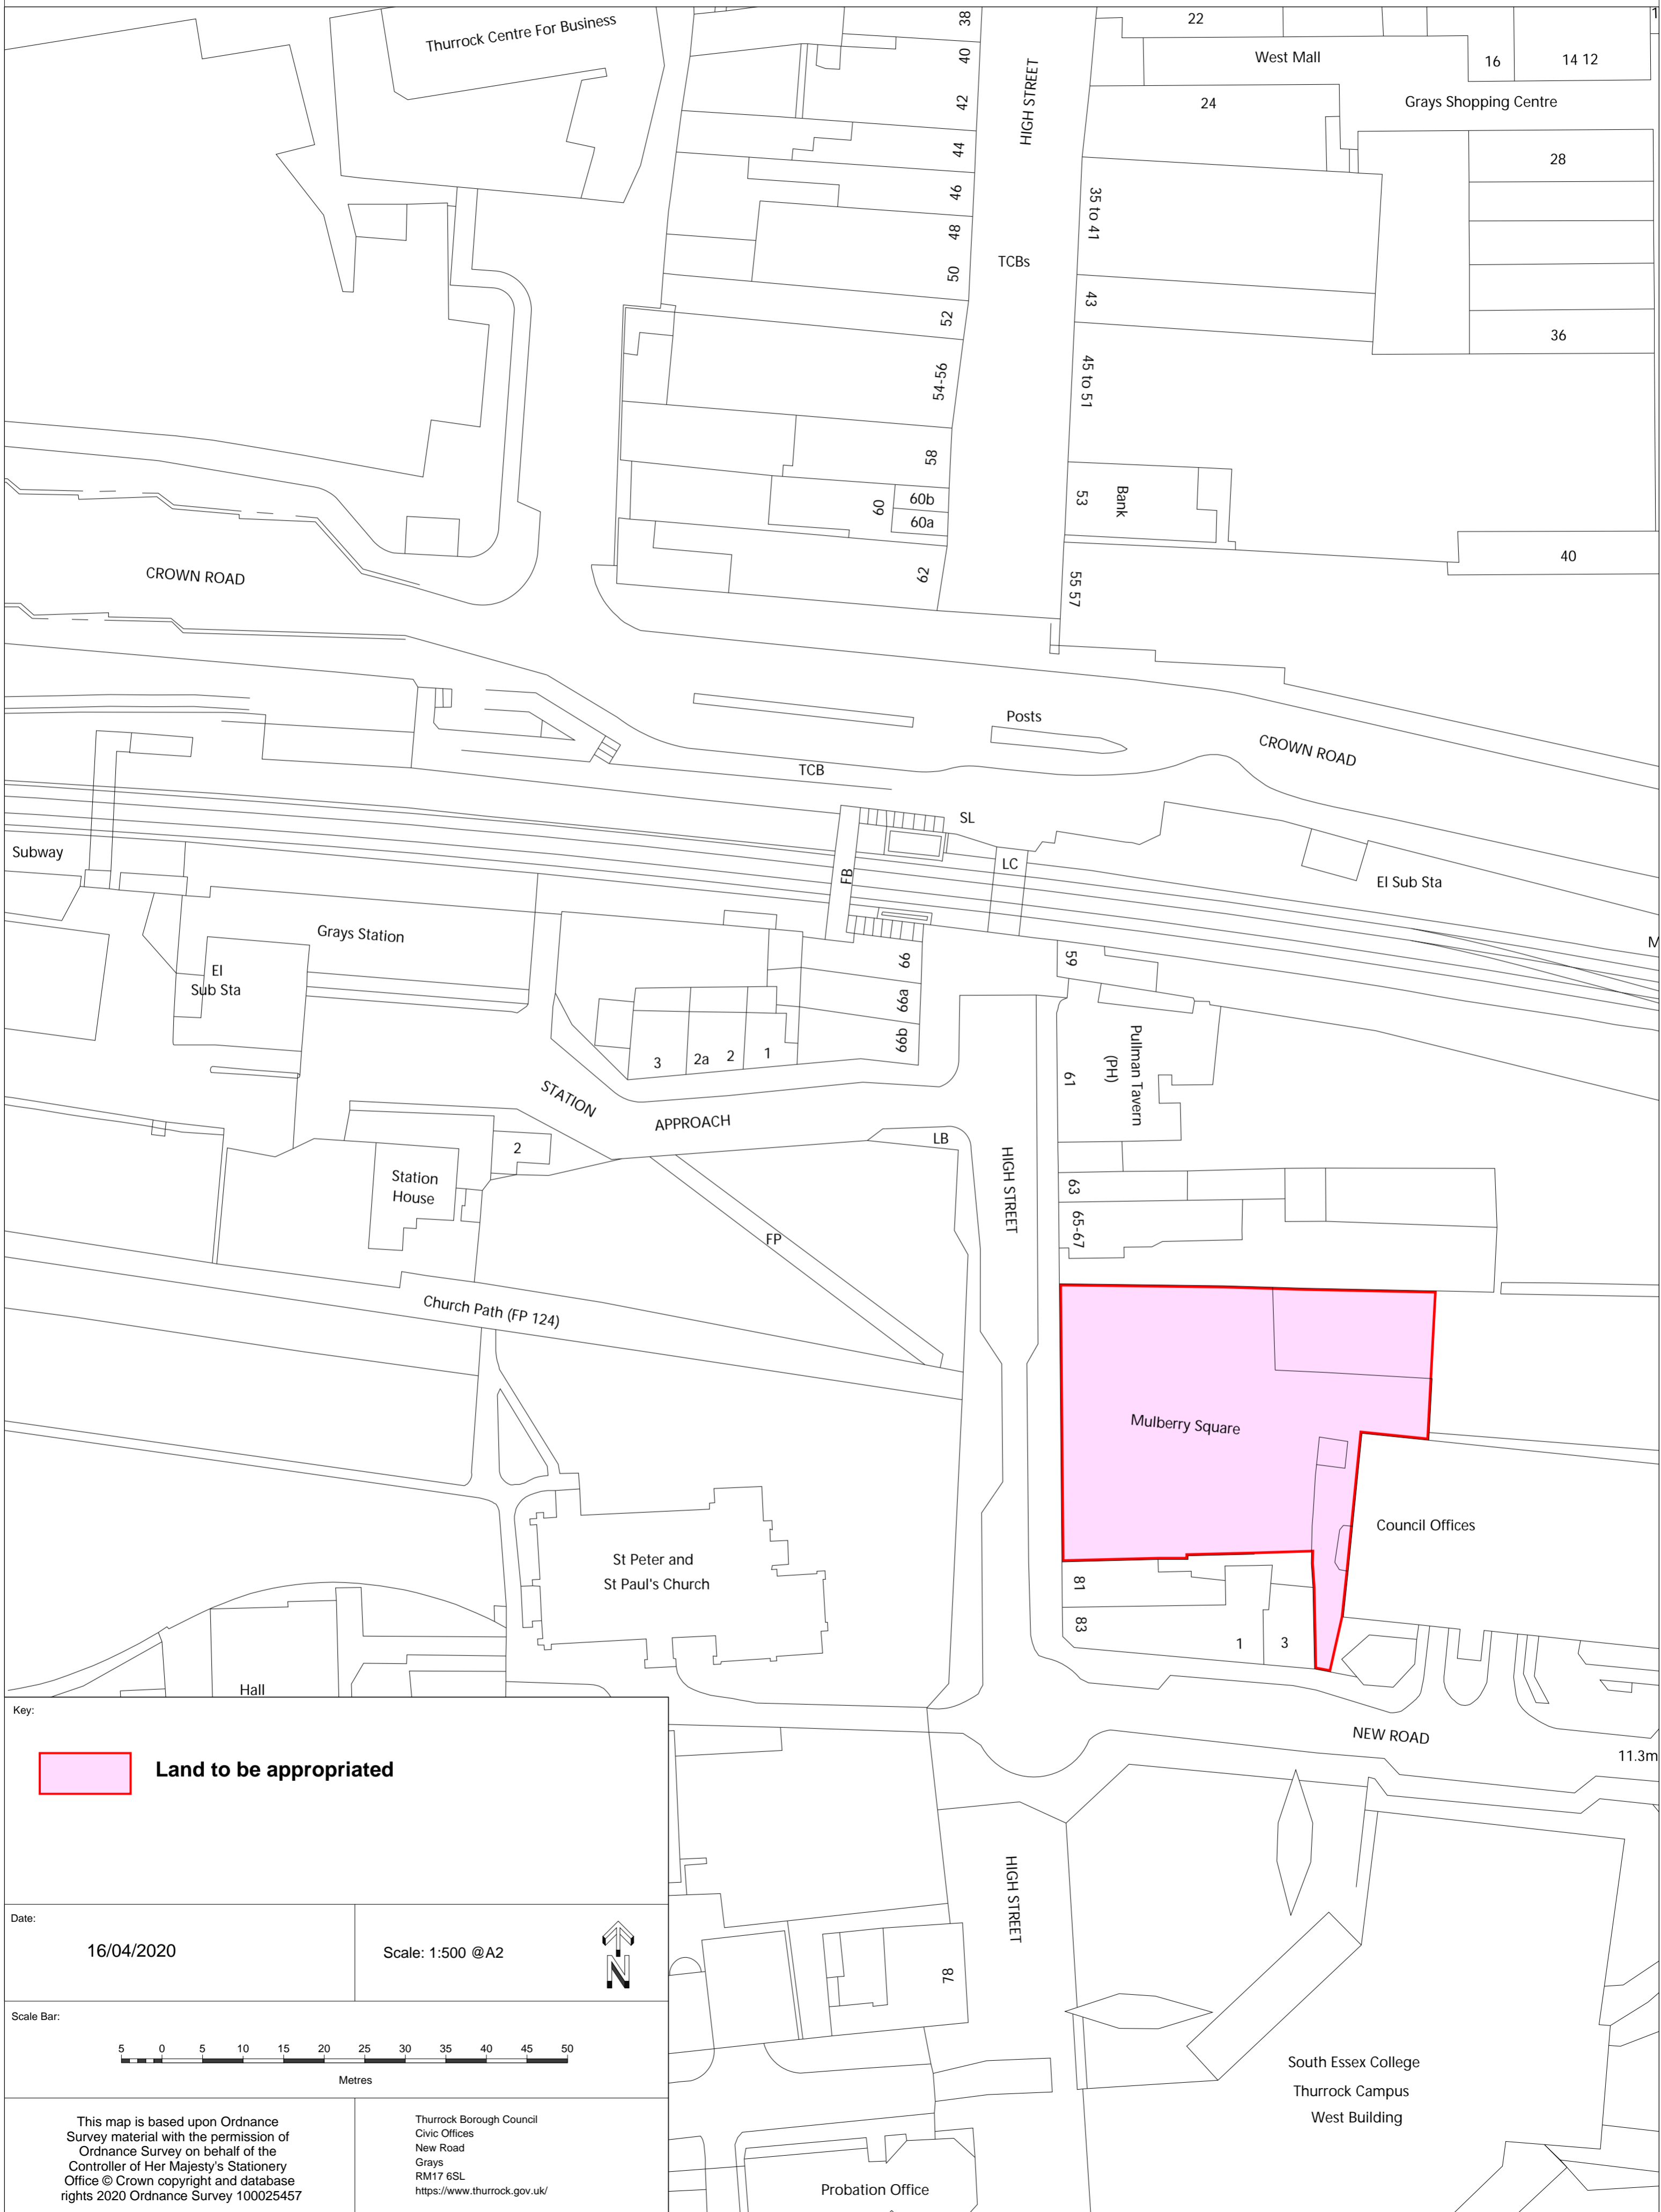 Thurrock Centre For Business
38
40
42
44
46
48
50
52
54-56
58
60
60b
60a
62
HIGH STREET
TCBs
22
West Mall
16
14 12
24
Grays Shopping Centre
28
36
40
35 to 41
43
45 to 51
53
Bank
55 57
CROWN ROAD
Posts
CROWN ROAD
TCB
SL
LC
FB
Subway
El Sub Sta
M
Grays Station
El
Sub Sta
66
66a
66b
59
Pullman Tavern
(PH)
61
3
2a
2
1
STATION
APPROACH
LB
2
Station
House
HIGH STREET
63
65-67
FP
Church Path (FP 124)
Mulberry Square
Council Offices
St Peter and
St Paul's Church
81
83
1
3
Hall
NEW ROAD
11.3m
HIGH STREET
78
South Essex College
Thurrock Campus
West Building
Probation Office
Key:
Land to be appropriated
Date:
16/04/2020
Scale: 1:500 @A2
N
Scale Bar:
5 0 5 10 15 20 25 30 35 40 45 50
Metres
This map is based upon Ordnance
Survey material with the permission of
Ordnance Survey on behalf of the
Controller of Her Majesty's Stationery
Office © Crown copyright and database
rights 2020 Ordnance Survey 100025457
Thurrock Borough Council
Civic Offices
New Road
Grays
RM17 6SL
https://www.thurrock.gov.uk/